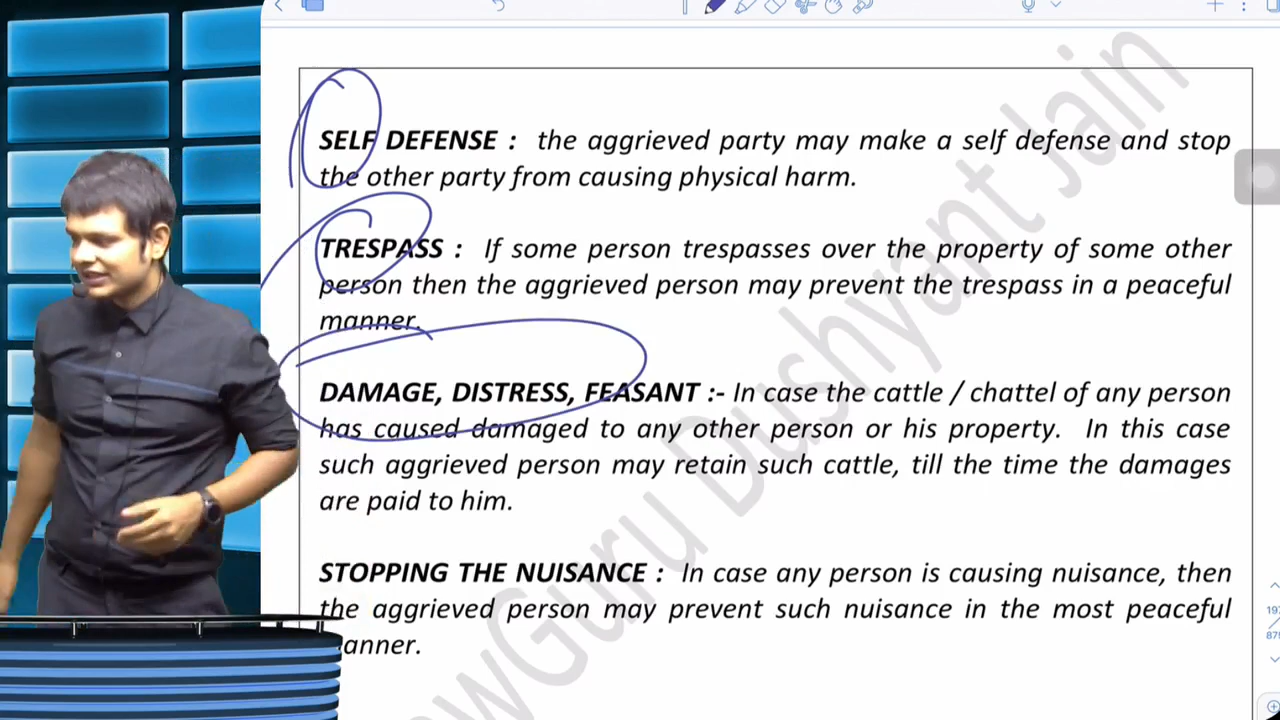 SELF DEFENSE : the aggrieved party may make a self defense and stop
the other party from causing physical harm.
TRESPASS : If some person trespasses over the property of some other
person then the aggrieved person may prevent the trespass in a peaceful
manner.
DAMAGE, DISTRESS, FEASANT :- In case the cattle / chattel of any person
has caused damaged to any other person or his property. In this case
such aggrieved person may retain such cattle, till the time the damages
are paid to him.
STOPPING THE NUISANCE : In case any person is causing nuisance, then
the aggrieved person may prevent such nuisance in the most peaceful
manner.
Guru Dushyant Jain